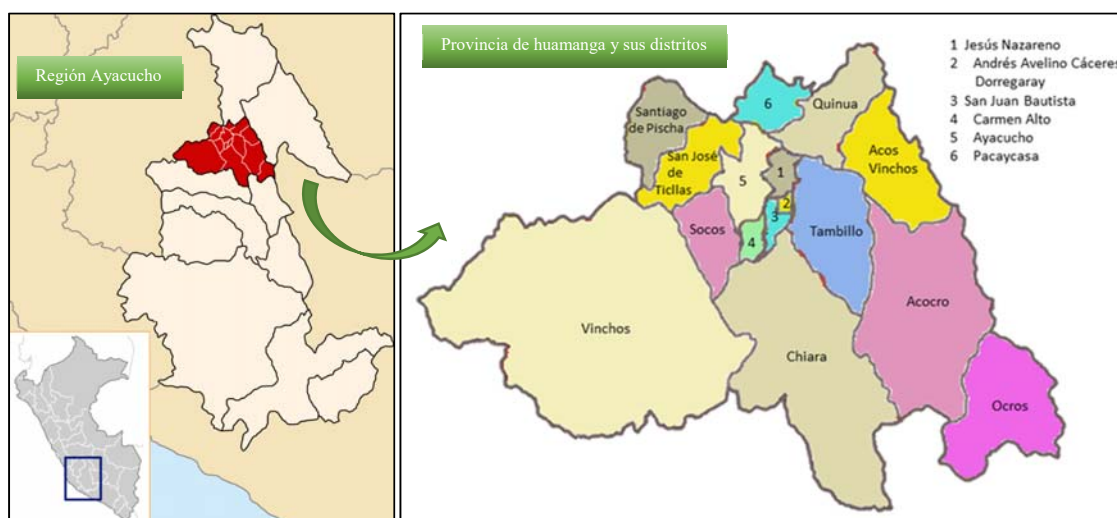 Región Ayacucho
Provincia de huamanga y sus distritos
1 Jesús Nazareno
2 Andrés Avelino Cáceres
Dorregaray
3 San Juan Bautista
4 Carmen Alto
5 Ayacucho
6 Pacaycasa
Santiago
de Pischa
6
Quinua
San José
de
Ticllas
5
1
Acos
Vinchos
2
3
4
Socos
Tambillo
Vinchos
Chiara
Acocro
Ocros